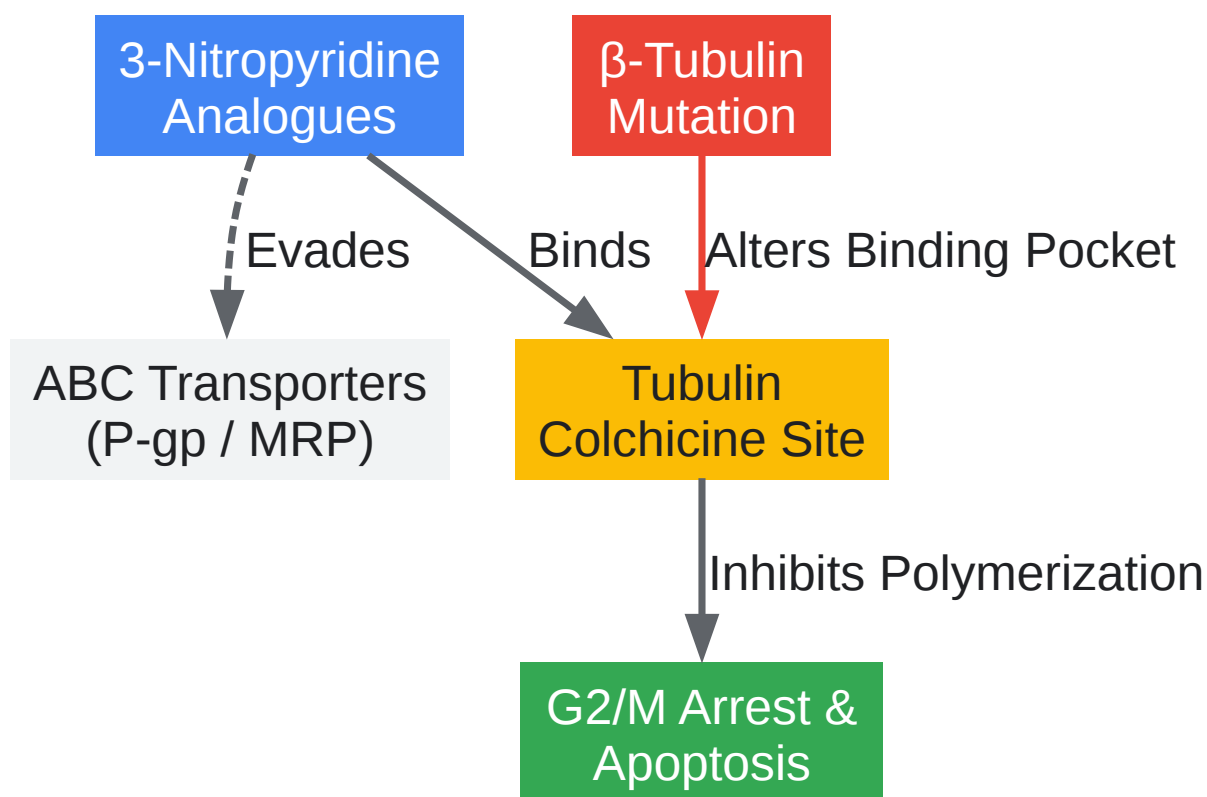 3-Nitropyridine
Analogues
β-Tubulin
Mutation
Evades
Binds
Alters Binding Pocket
ABC Transporters
(P-gp / MRP)
Tubulin
Colchicine Site
Inhibits Polymerization
G2/M Arrest &
Apoptosis